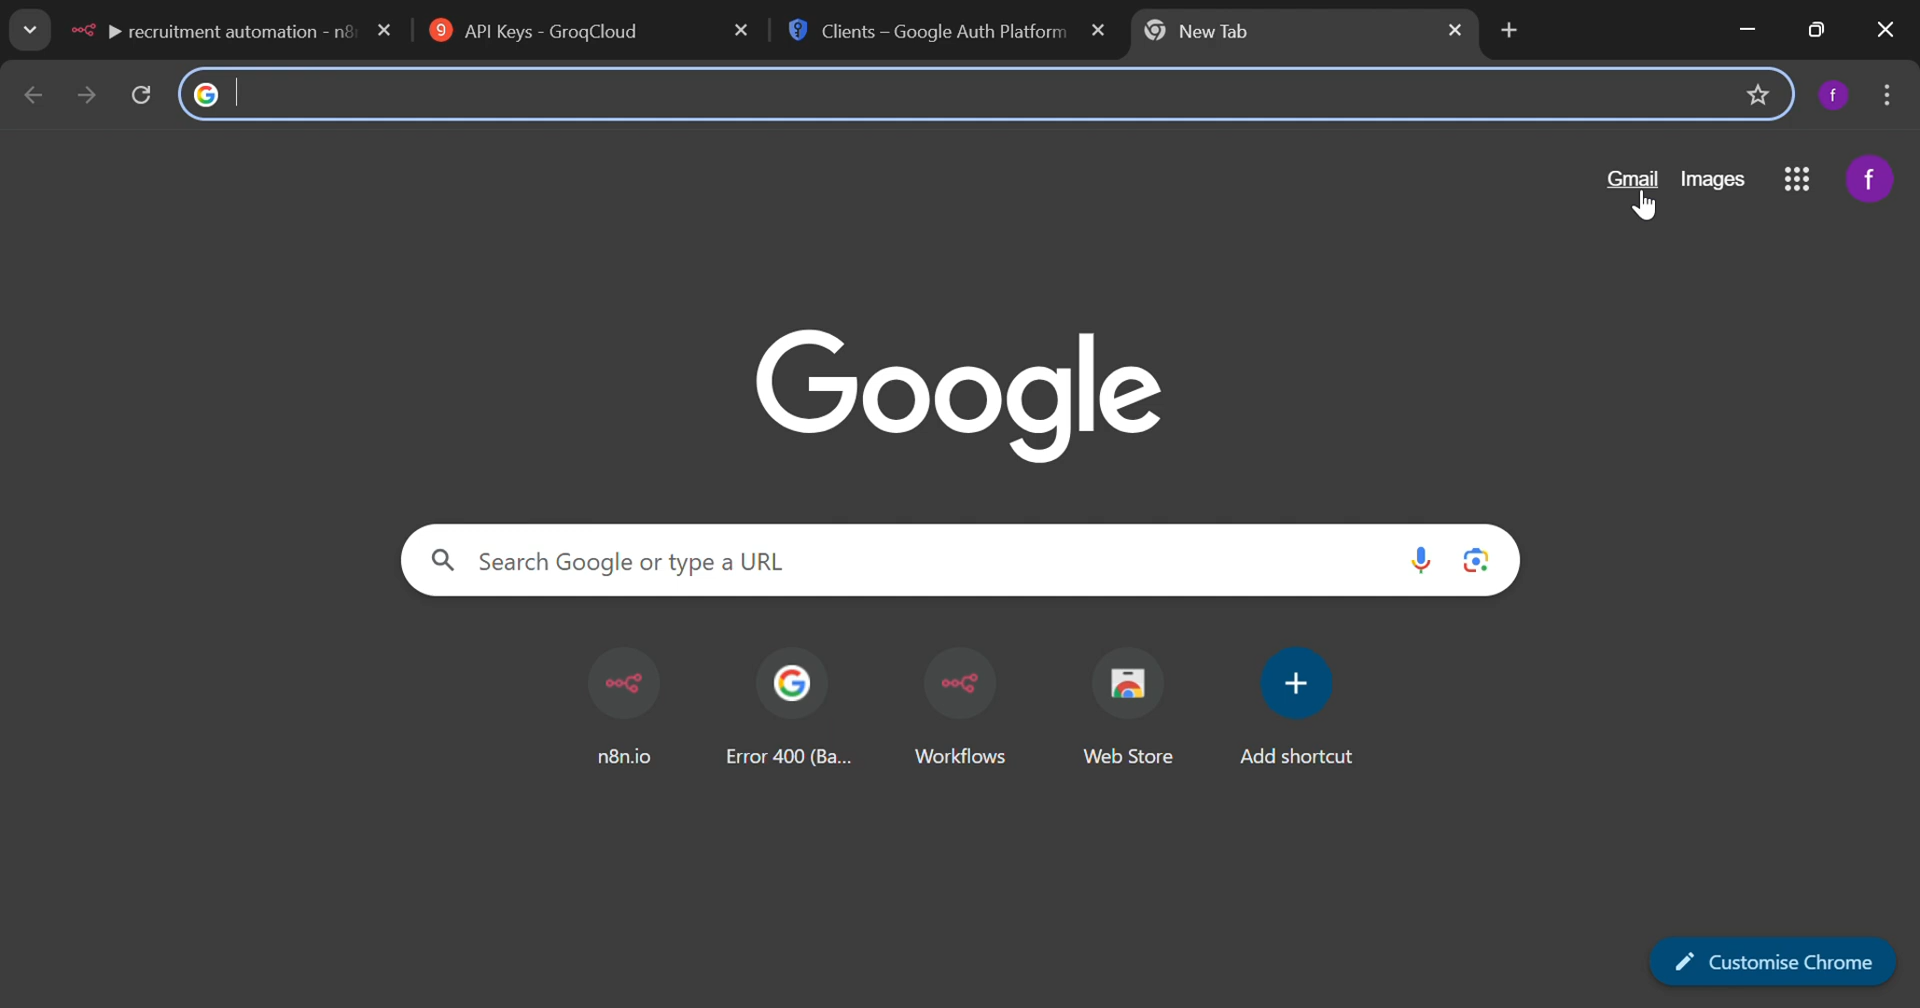 ▶ recruitment automation - n8
API Keys - GroqCloud
Clients – Google Auth Platform
New Tab
f
Gmail
Images
f
Google
Search Google or type a URL
n8n.io
Error 400 (Ba...
Workflows
Web Store
Add shortcut
Customise Chrome